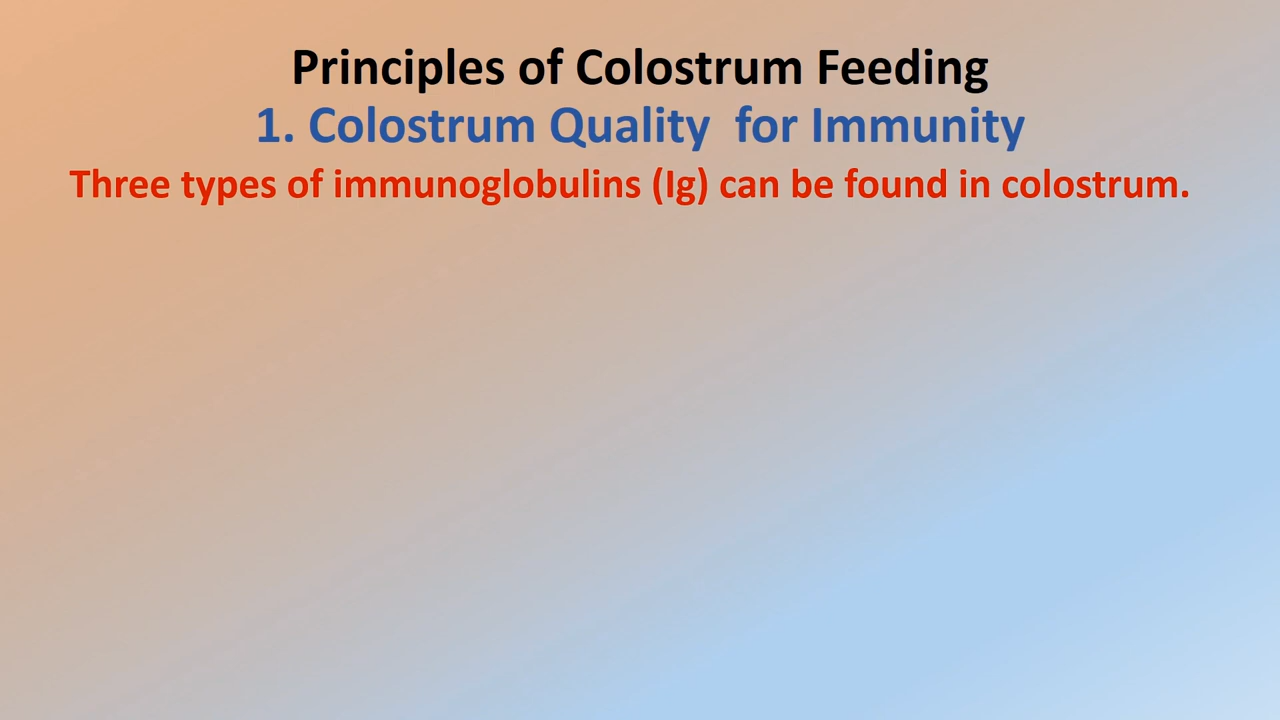 Principles of Colostrum Feeding
1. Colostrum Quality  for Immunity
Three types of immunoglobulins (Ig) can be found in colostrum.